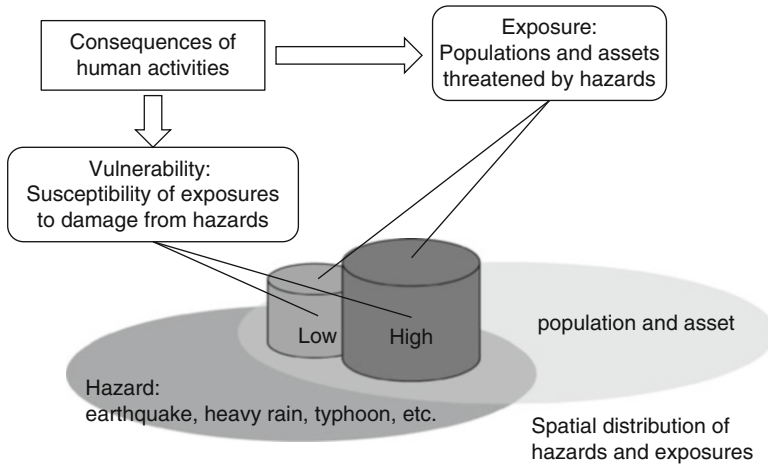 Consequences of
human activities
Exposure:
Populations and assets
threatened by hazards
Vulnerability:
Susceptibility of exposures
to damage from hazards
Low
High
population and asset
Hazard:
earthquake, heavy rain, typhoon, etc.
Spatial distribution of
hazards and exposures